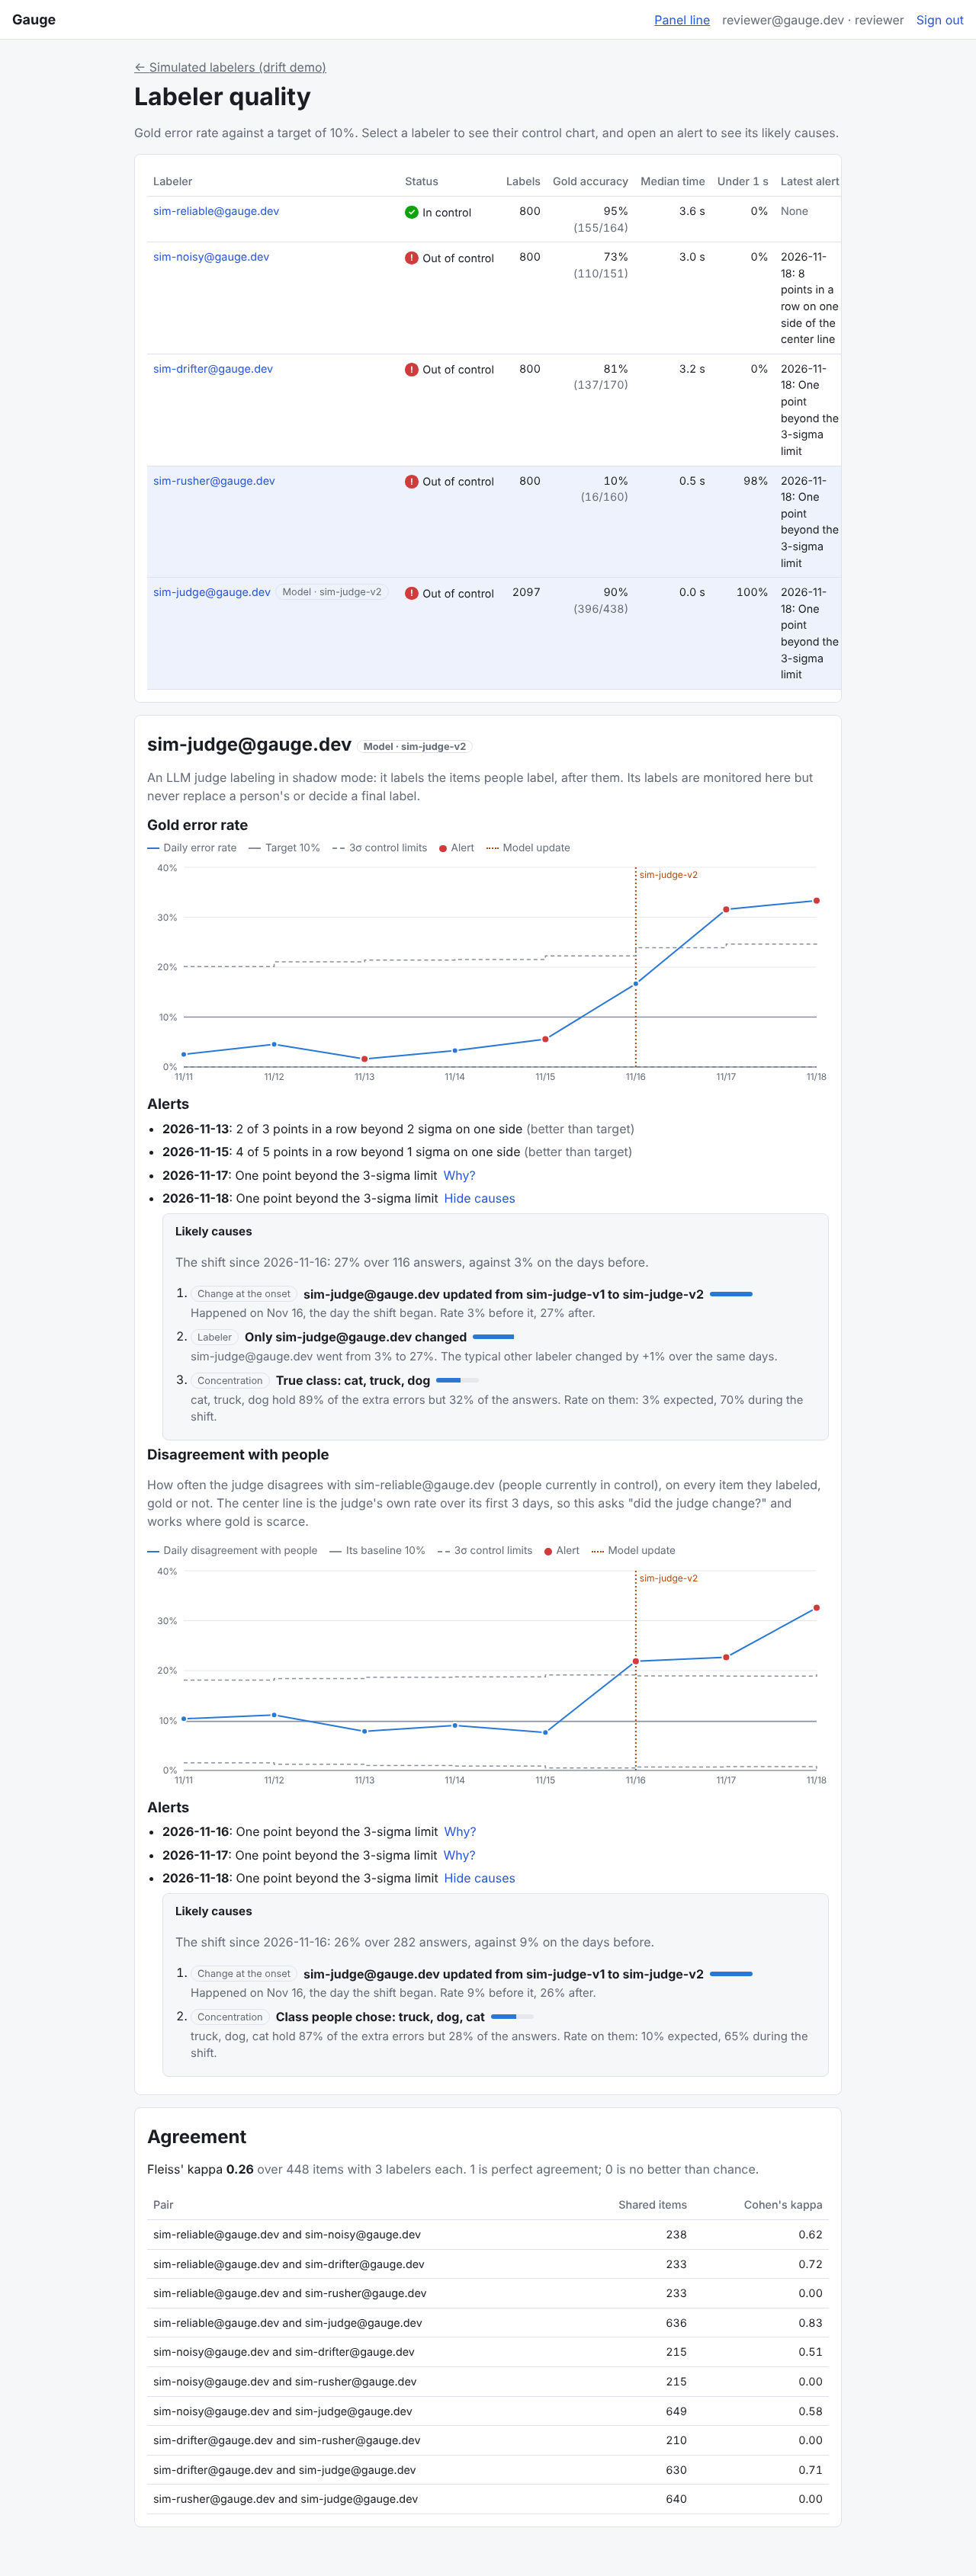 Gauge
Panel line reviewer@gauge.dev · reviewer Sign out
← Simulated labelers (drift demo)
Labeler quality
Gold error rate against a target of 10%. Select a labeler to see their control chart, and open an alert to see its likely causes.
Labeler Status Labels Gold accuracy Median time Under 1 s Latest alert
sim-reliable@gauge.dev In control 800 95% 3.6 s 0% None
(155/164)
sim-noisy@gauge.dev Out of control 800 73% 3.0 s 0% 2026-11-
(110/151) 18: 8
points in a
row on one
side of the
center line
sim-drifter@gauge.dev Out of control 800 81% 3.2 s 0% 2026-11-
(137/170) 18: One
point
beyond the
3-sigma
limit
sim-rusher@gauge.dev Out of control 800 10% 0.5 s 98% 2026-11-
(16/160) 18: One
point
beyond the
3-sigma
limit
sim-judge@gauge.dev Model · sim-judge-v2 Out of control 2097 90% 0.0 s 100% 2026-11-
(396/438) 18: One
point
beyond the
3-sigma
limit
sim-judge@gauge.dev Model · sim-judge-v2
An LLM judge labeling in shadow mode: it labels the items people label, after them. Its labels are monitored here but
never replace a person's or decide a final label.
Gold error rate
Daily error rate Target 10% 3σ control limits Alert Model update
40%
sim-judge-v2
30%
20%
10%
0%
11/11 11/12 11/13 11/14 11/15 11/16 11/17 11/18
Alerts
• 2026-11-13: 2 of 3 points in a row beyond 2 sigma on one side (better than target)
• 2026-11-15: 4 of 5 points in a row beyond 1 sigma on one side (better than target)
• 2026-11-17: One point beyond the 3-sigma limit Why?
• 2026-11-18: One point beyond the 3-sigma limit Hide causes
Likely causes
The shift since 2026-11-16: 27% over 116 answers, against 3% on the days before.
1. Change at the onset sim-judge@gauge.dev updated from sim-judge-v1 to sim-judge-v2
Happened on Nov 16, the day the shift began. Rate 3% before it, 27% after.
2. Labeler Only sim-judge@gauge.dev changed
sim-judge@gauge.dev went from 3% to 27%. The typical other labeler changed by +1% over the same days.
3. Concentration True class: cat, truck, dog
cat, truck, dog hold 89% of the extra errors but 32% of the answers. Rate on them: 3% expected, 70% during the
shift.
Disagreement with people
How often the judge disagrees with sim-reliable@gauge.dev (people currently in control), on every item they labeled,
gold or not. The center line is the judge's own rate over its first 3 days, so this asks "did the judge change?" and
works where gold is scarce.
Daily disagreement with people Its baseline 10% 3σ control limits Alert Model update
40%
sim-judge-v2
30%
20%
10%
0%
11/11 11/12 11/13 11/14 11/15 11/16 11/17 11/18
Alerts
• 2026-11-16: One point beyond the 3-sigma limit Why?
• 2026-11-17: One point beyond the 3-sigma limit Why?
• 2026-11-18: One point beyond the 3-sigma limit Hide causes
Likely causes
The shift since 2026-11-16: 26% over 282 answers, against 9% on the days before.
1. Change at the onset sim-judge@gauge.dev updated from sim-judge-v1 to sim-judge-v2
Happened on Nov 16, the day the shift began. Rate 9% before it, 26% after.
2. Concentration Class people chose: truck, dog, cat
truck, dog, cat hold 87% of the extra errors but 28% of the answers. Rate on them: 10% expected, 65% during the
shift.
Agreement
Fleiss' kappa 0.26 over 448 items with 3 labelers each. 1 is perfect agreement; 0 is no better than chance.
Pair Shared items Cohen's kappa
sim-reliable@gauge.dev and sim-noisy@gauge.dev 238 0.62
sim-reliable@gauge.dev and sim-drifter@gauge.dev 233 0.72
sim-reliable@gauge.dev and sim-rusher@gauge.dev 233 0.00
sim-reliable@gauge.dev and sim-judge@gauge.dev 636 0.83
sim-noisy@gauge.dev and sim-drifter@gauge.dev 215 0.51
sim-noisy@gauge.dev and sim-rusher@gauge.dev 215 0.00
sim-noisy@gauge.dev and sim-judge@gauge.dev 649 0.58
sim-drifter@gauge.dev and sim-rusher@gauge.dev 210 0.00
sim-drifter@gauge.dev and sim-judge@gauge.dev 630 0.71
sim-rusher@gauge.dev and sim-judge@gauge.dev 640 0.00